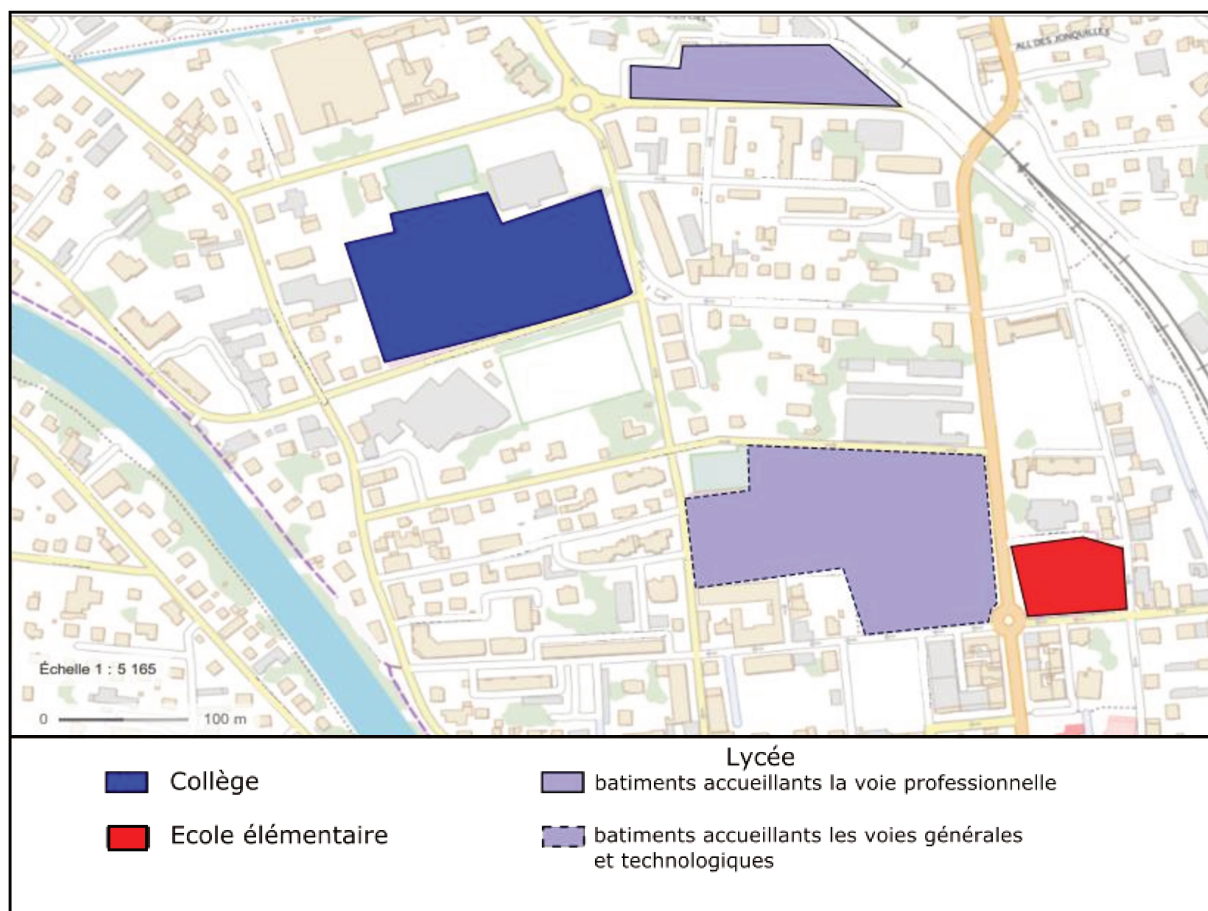 ALL DES JONQUILLES
Échelle 1 : 5 165
0 100 m
Lycée
Collège
batiments accueillants la voie professionnelle
Ecole élémentaire
batiments accueillants les voies générales
et technologiques